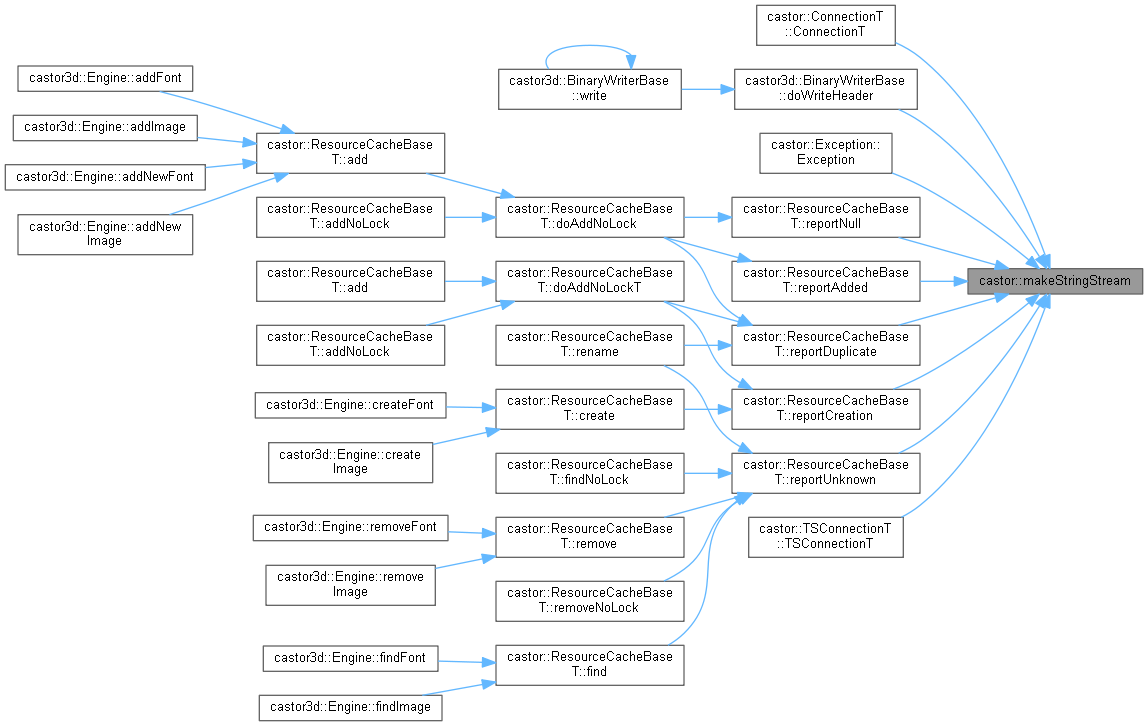 castor::ConnectionT
::ConnectionT
castor3d::BinaryWriterBase
::write
castor3d::BinaryWriterBase
::doWriteHeader
castor3d::Engine::addFont
castor3d::Engine::addImage
castor3d::Engine::addNewFont
castor3d::Engine::addNew
Image
castor::ResourceCacheBase
T::add
castor::Exception::
Exception
castor::ResourceCacheBase
T::addNoLock
castor::ResourceCacheBase
T::doAddNoLock
castor::ResourceCacheBase
T::reportNull
castor::ResourceCacheBase
T::add
castor::ResourceCacheBase
T::doAddNoLockT
castor::ResourceCacheBase
T::reportAdded
castor::makeStringStream
castor::ResourceCacheBase
T::addNoLock
castor::ResourceCacheBase
T::rename
castor::ResourceCacheBase
T::reportDuplicate
castor3d::Engine::createFont
castor3d::Engine::create
Image
castor::ResourceCacheBase
T::create
castor::ResourceCacheBase
T::reportCreation
castor::ResourceCacheBase
T::findNoLock
castor::ResourceCacheBase
T::reportUnknown
castor3d::Engine::removeFont
castor3d::Engine::remove
Image
castor::ResourceCacheBase
T::remove
castor::TSConnectionT
::TSConnectionT
castor::ResourceCacheBase
T::removeNoLock
castor3d::Engine::findFont
castor3d::Engine::findImage
castor::ResourceCacheBase
T::find